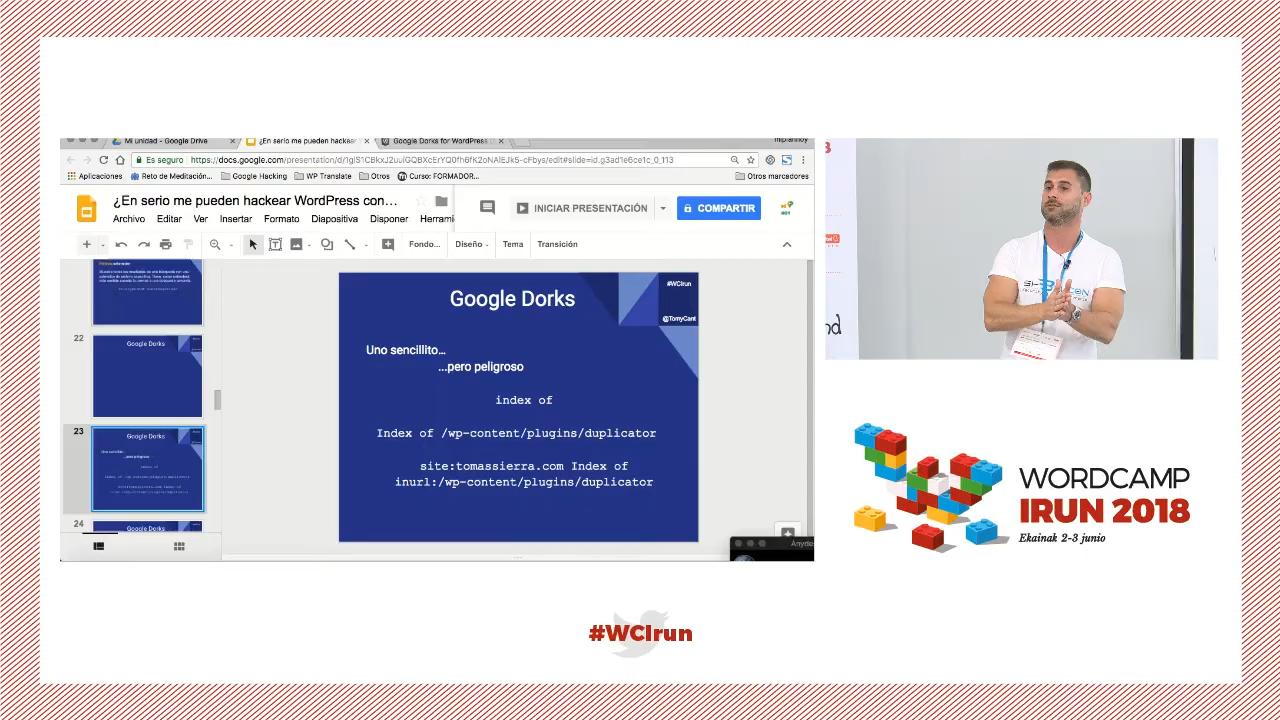 Mi unidad - Google Drive
¿En serio me pueden hackear
Google Dorks for WordPress
Es seguro
https://docs.google.com/presentation/d/1glS1CBkxJ2uuiGQBXcErYQ0fh6fK2oNAlEJk5-cFbys/edit#slide=id.g3ad1e6ce1c_0_113
Aplicaciones
Reto de Meditación...
Google Hacking
WP Translate
Otros
Curso: FORMADOR...
Otros marcadores
¿En serio me pueden hackear WordPress con...
INICIAR PRESENTACIÓN
COMPARTIR
Archivo Editar Ver Insertar Formato Diapositiva Disponer Herrami
Fondo... Diseño Tema Transición
22
Google Dorks
23
Google Dorks
24
Google Dorks
#WCIrun
Google Dorks
@TomyCant
Uno sencillito...
...pero peligroso
index of
Index of /wp-content/plugins/duplicator
site:tomassierra.com Index of
inurl:/wp-content/plugins/duplicator
Anyde
WORDCAMP
IRUN 2018
Ekainak 2-3 junio
#WCIrun